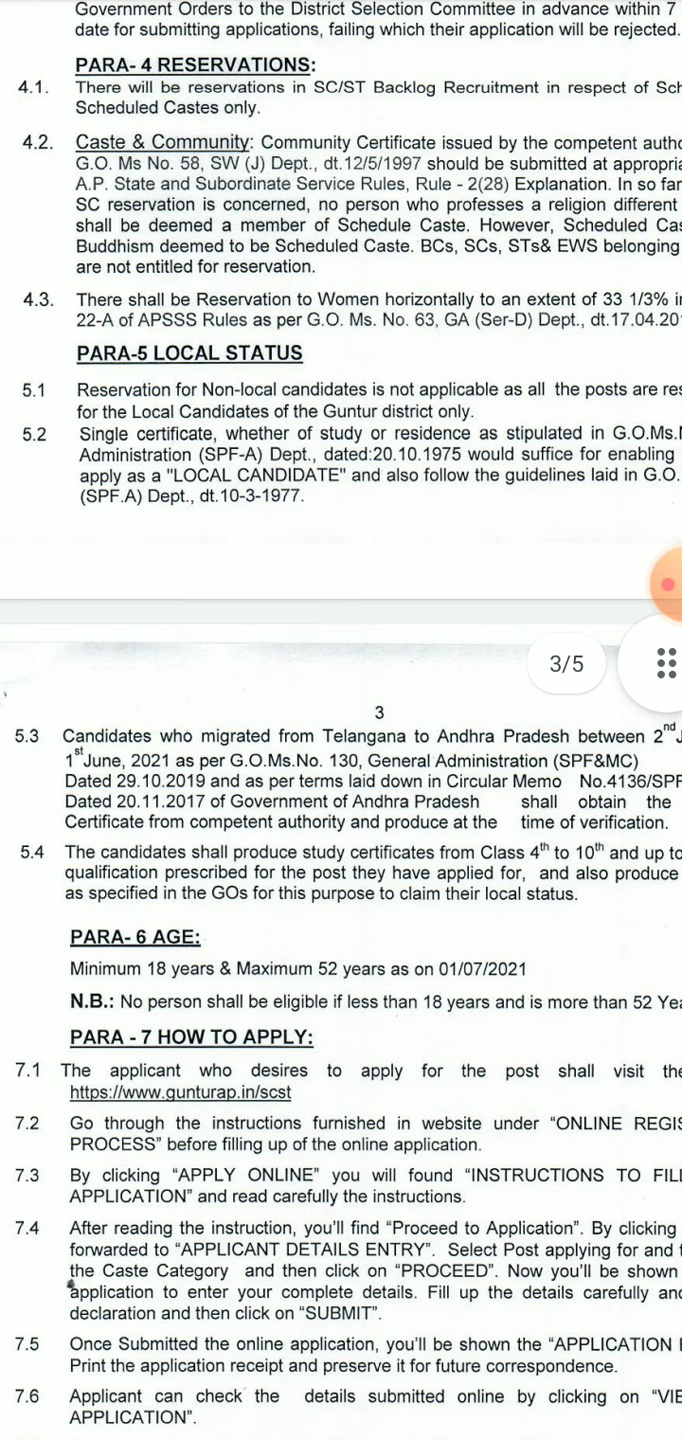 Government Orders to the District Selection Committee in advance within 7
date for submitting applications, failing which their application will be rejected.
PARA- 4 RESERVATIONS:
4.1. There will be reservations in SC/ST Backlog Recruitment in respect of Sch
Scheduled Castes only.
4.2. Caste & Community: Community Certificate issued by the competent autho
G.O. Ms No. 58, SW (J) Dept., dt.12/5/1997 should be submitted at appropria
A.P. State and Subordinate Service Rules, Rule - 2(28) Explanation. In so far
SC reservation is concerned, no person who professes a religion different
shall be deemed a member of Schedule Caste. However, Scheduled Cas
Buddhism deemed to be Scheduled Caste. BCs, SCs, STs& EWS belonging
are not entitled for reservation.
4.3. There shall be Reservation to Women horizontally to an extent of 33 1/3% i
22-A of APSSS Rules as per G.O. Ms. No. 63, GA (Ser-D) Dept., dt.17.04.20
PARA-5 LOCAL STATUS
5.1 Reservation for Non-local candidates is not applicable as all the posts are res
for the Local Candidates of the Guntur district only.
5.2 Single certificate, whether of study or residence as stipulated in G.O.Ms.
Administration (SPF-A) Dept., dated:20.10.1975 would suffice for enabling
apply as a "LOCAL CANDIDATE" and also follow the guidelines laid in G.O.
(SPF.A) Dept., dt.10-3-1977.
3/5
3
5.3 Candidates who migrated from Telangana to Andhra Pradesh between 2nd J
1st June, 2021 as per G.O.Ms.No. 130, General Administration (SPF&MC)
Dated 29.10.2019 and as per terms laid down in Circular Memo No.4136/SPF
Dated 20.11.2017 of Government of Andhra Pradesh shall obtain the
Certificate from competent authority and produce at the time of verification.
5.4 The candidates shall produce study certificates from Class 4th to 10th and up to
qualification prescribed for the post they have applied for, and also produce
as specified in the GOs for this purpose to claim their local status.
PARA- 6 AGE:
Minimum 18 years & Maximum 52 years as on 01/07/2021
N.B.: No person shall be eligible if less than 18 years and is more than 52 Yea
PARA - 7 HOW TO APPLY:
7.1 The applicant who desires to apply for the post shall visit the
https://www.gunturap.in/scst
7.2 Go through the instructions furnished in website under “ONLINE REGIS
PROCESS” before filling up of the online application.
7.3 By clicking “APPLY ONLINE” you will found “INSTRUCTIONS TO FILL
APPLICATION” and read carefully the instructions.
7.4 After reading the instruction, you’ll find “Proceed to Application”. By clicking
forwarded to “APPLICANT DETAILS ENTRY”. Select Post applying for and
the Caste Category and then click on “PROCEED”. Now you’ll be shown
application to enter your complete details. Fill up the details carefully and
declaration and then click on “SUBMIT”.
7.5 Once Submitted the online application, you’ll be shown the “APPLICATION
Print the application receipt and preserve it for future correspondence.
7.6 Applicant can check the details submitted online by clicking on “VIE
APPLICATION”.